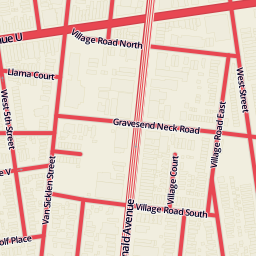 nue U
Village Road North
Llama Court
West 5th Street
West Street
Gravesend Neck Road
Village Road East
Van Sicklen Street
Village Court
e V
Village Road South
nald Avenue
olf Place